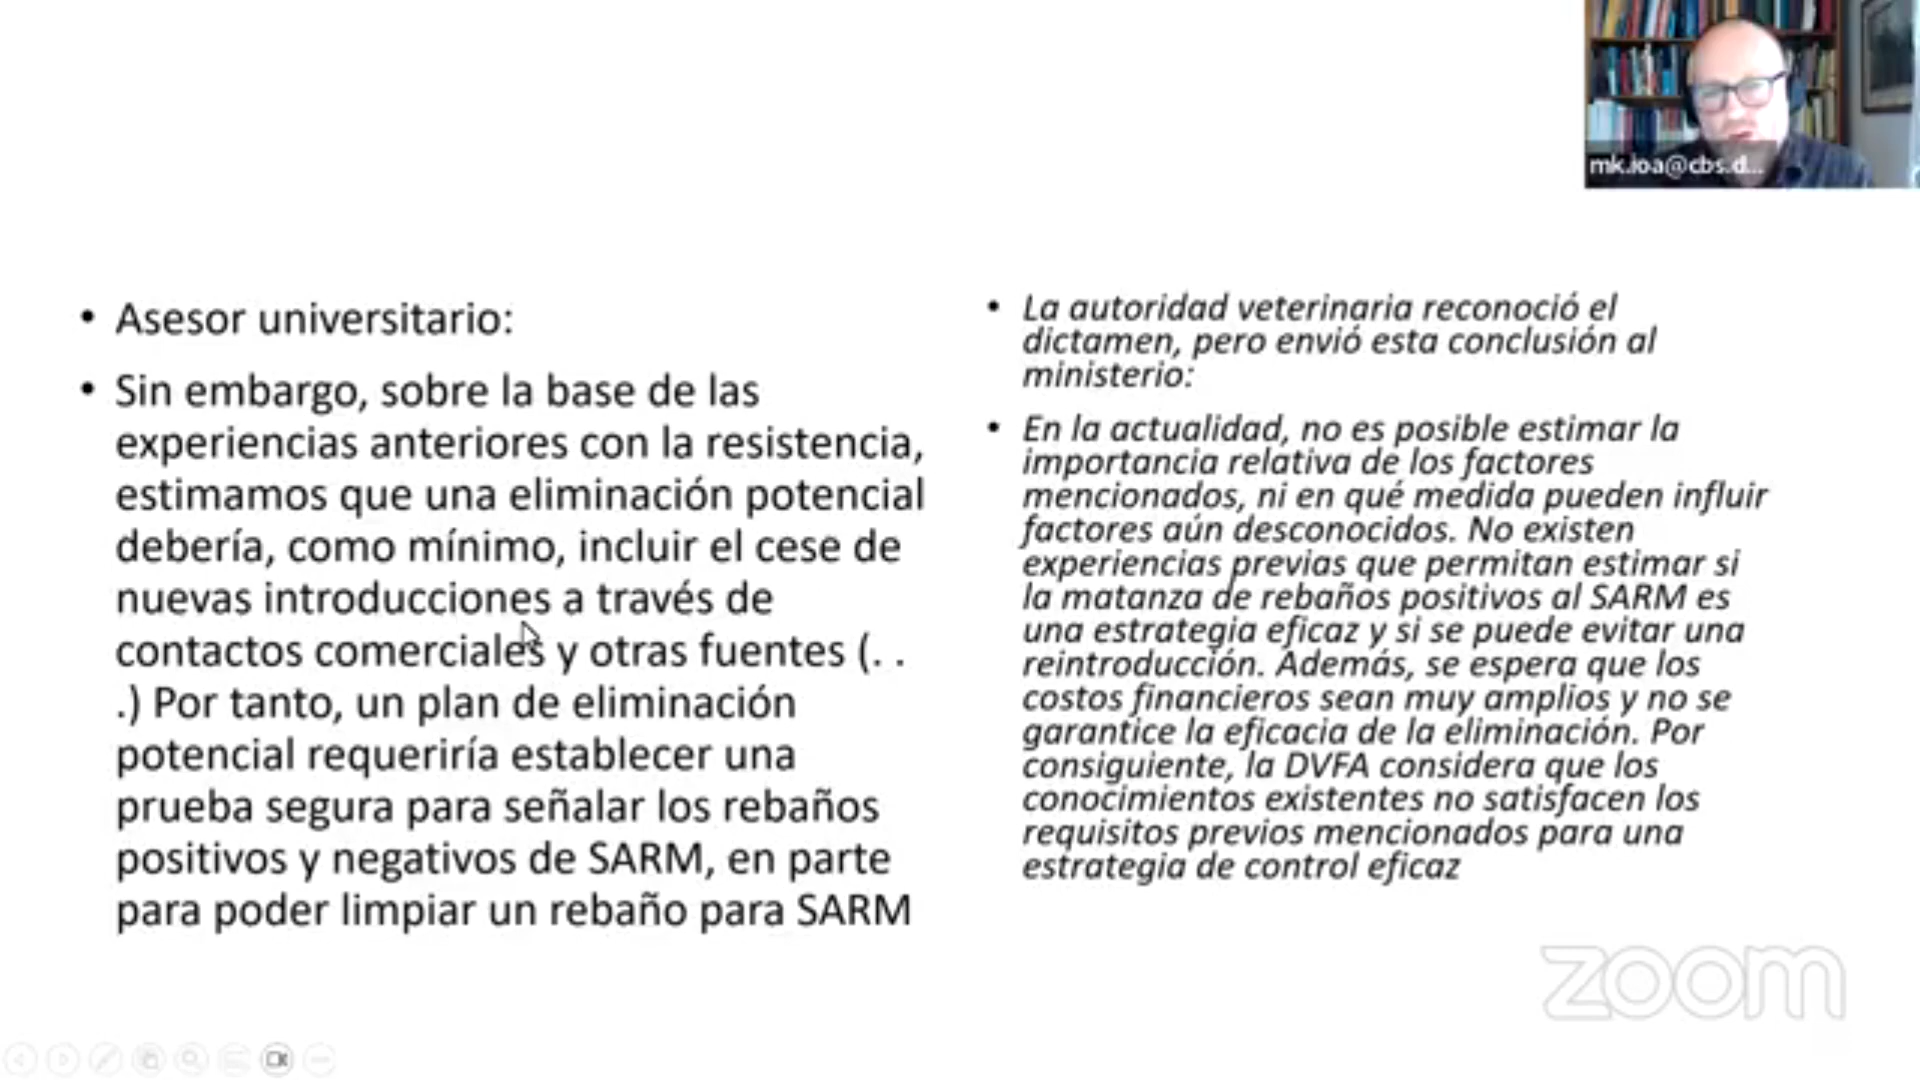 mk.ioa@cbs.d...
• Asesor universitario:
• Sin embargo, sobre la base de las
experiencias anteriores con la resistencia,
estimamos que una eliminación potencial
debería, como mínimo, incluir el cese de
nuevas introducciones a través de
contactos comerciales y otras fuentes (. .
.) Por tanto, un plan de eliminación
potencial requeriría establecer una
prueba segura para señalar los rebaños
positivos y negativos de SARM, en parte
para poder limpiar un rebaño para SARM
• La autoridad veterinaria reconoció el
dictamen, pero envió esta conclusión al
ministerio:
• En la actualidad, no es posible estimar la
importancia relativa de los factores
mencionados, ni en qué medida pueden influir
factores aún desconocidos. No existen
experiencias previas que permitan estimar si
la matanza de rebaños positivos al SARM es
una estrategia eficaz y si se puede evitar una
reintroducción. Además, se espera que los
costos financieros sean muy amplios y no se
garantice la eficacia de la eliminación. Por
consiguiente, la DVFA considera que los
conocimientos existentes no satisfacen los
requisitos previos mencionados para una
estrategia de control eficaz
zoom